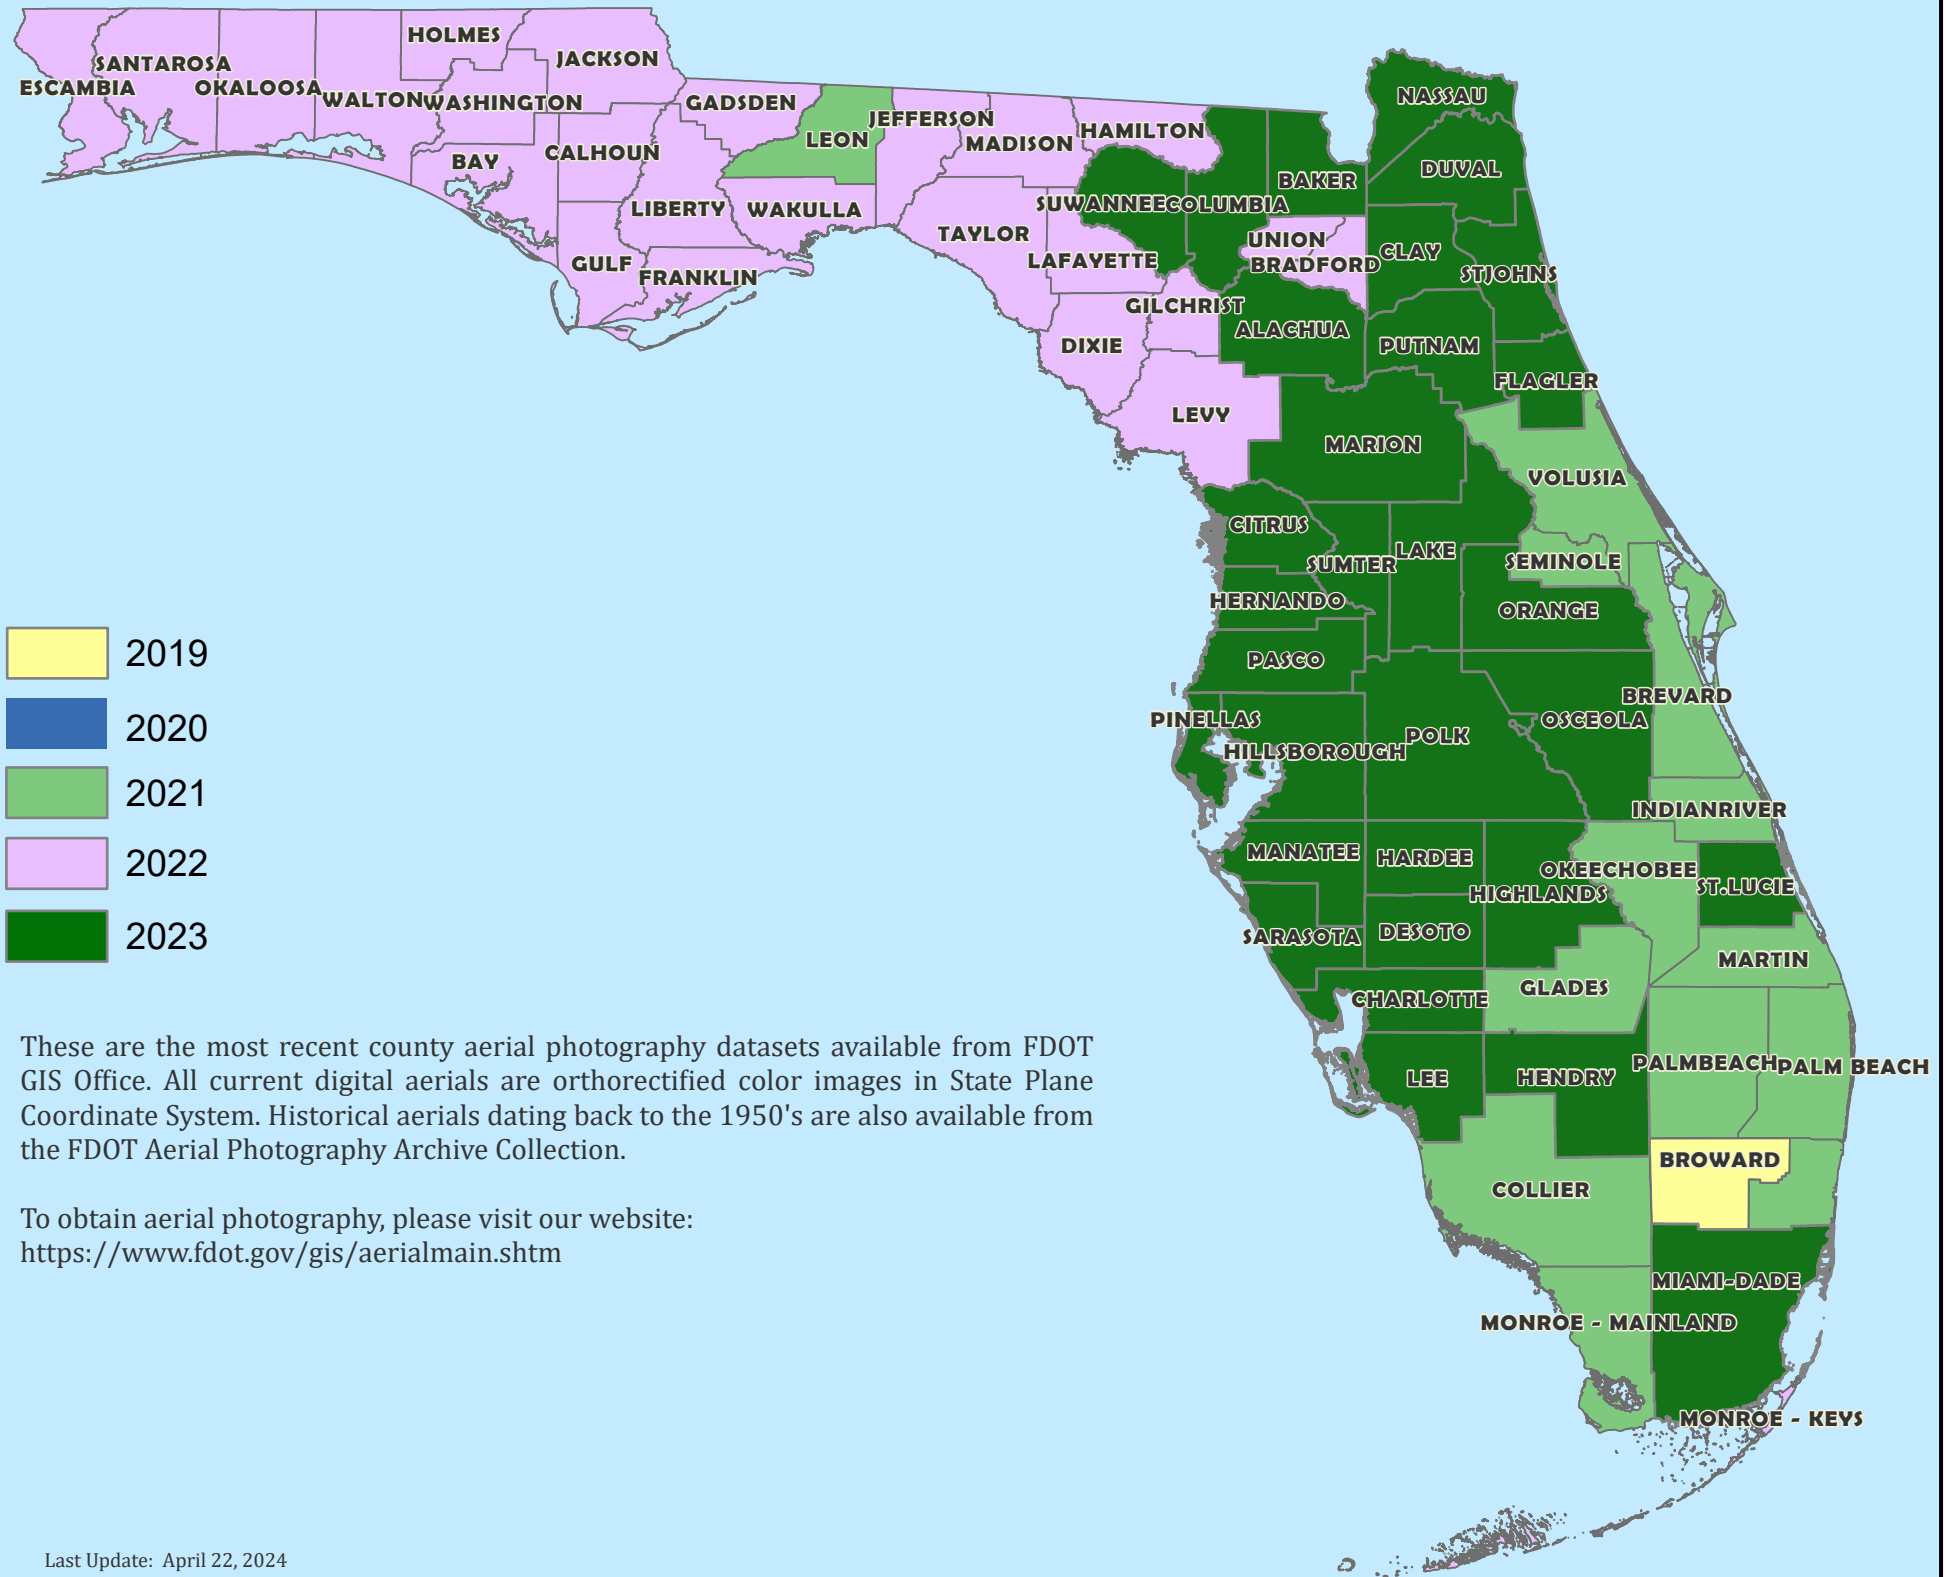 HOLMES
JACKSON
SANTAROSA
ESCAMBIA
OKALOOSA
WALTON
WASHINGTON
GADSDEN
LEON
JEFFERSON
MADISON
HAMILTON
NASSAU
BAY
CALHOUN
LIBERTY
WAKULLA
SUWANNEE
COLUMBIA
BAKER
DUVAL
TAYLOR
LAFAYETTE
UNION
BRADFORD
CLAY
STJOHNS
GULF
FRANKLIN
GILCHRIST
ALACHUA
PUTNAM
DIXIE
FLAGLER
LEVY
MARION
VOLUSIA
CITRUS
SUMTER
LAKE
SEMINOLE
HERNANDO
ORANGE
PASCO
BREVARD
PINELLAS
OSCEOLA
HILLSBOROUGH
POLK
INDIANRIVER
MANATEE
HARDEE
OKEECHOBEE
HIGHLANDS
ST.LUCIE
SARASOTA
DESOTO
MARTIN
CHARLOTTE
GLADES
LEE
HENDRY
PALMBEACH
PALM BEACH
BROWARD
COLLIER
MIAMI-DADE
MONROE - MAINLAND
MONROE - KEYS
2019
2020
2021
2022
2023
These are the most recent county aerial photography datasets available from FDOT
GIS Office. All current digital aerials are orthorectified color images in State Plane
Coordinate System. Historical aerials dating back to the 1950's are also available from
the FDOT Aerial Photography Archive Collection.
To obtain aerial photography, please visit our website:
https://www.fdot.gov/gis/aerialmain.shtm
Last Update: April 22, 2024